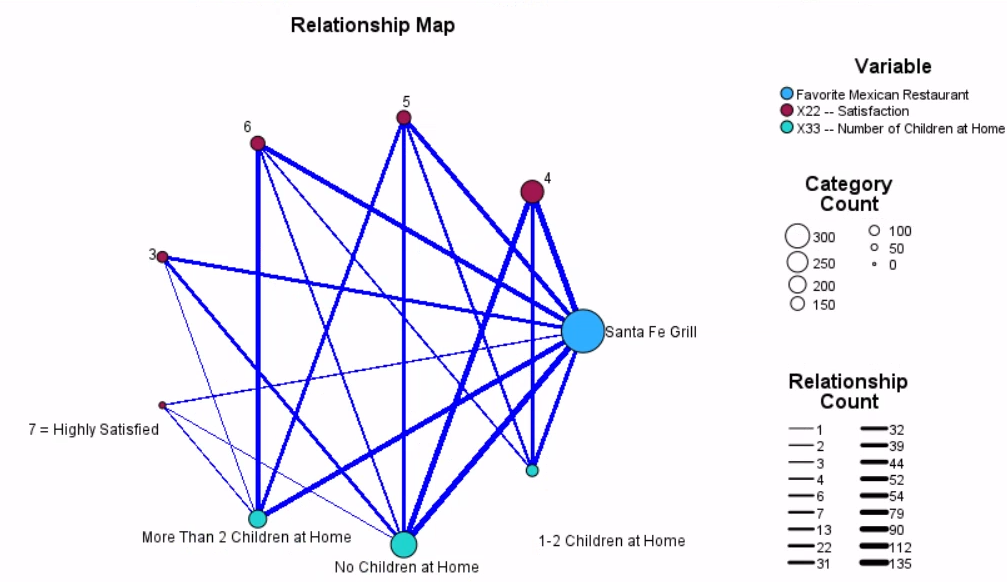 Relationship Map
Variable
Favorite Mexican Restaurant
X22 -- Satisfaction
X33 -- Number of Children at Home
Category
Count
300
250
200
150
100
50
0
5
6
4
3
Santa Fe Grill
7 = Highly Satisfied
More Than 2 Children at Home
No Children at Home
1-2 Children at Home
Relationship
Count
1
2
3
4
6
7
13
22
31
32
39
44
52
54
79
90
112
135